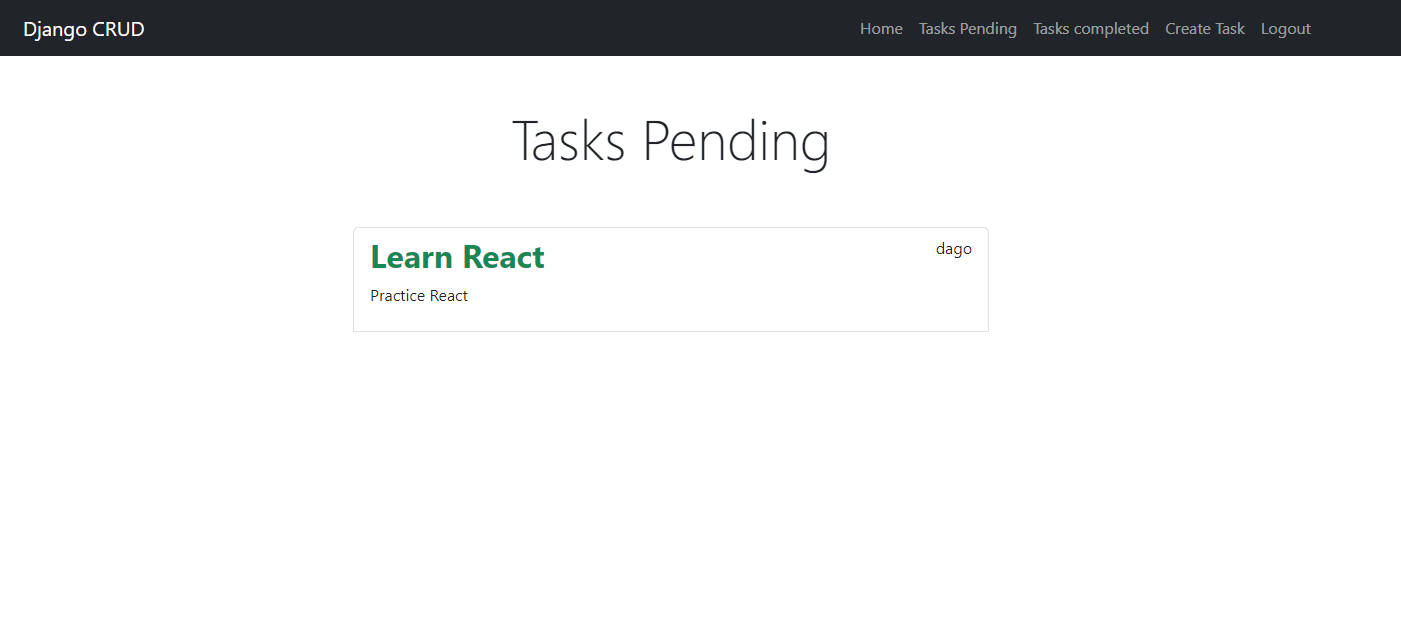 Django CRUD Home Tasks Pending Tasks completed Create Task Logout
Tasks Pending
Learn React dago
Practice React